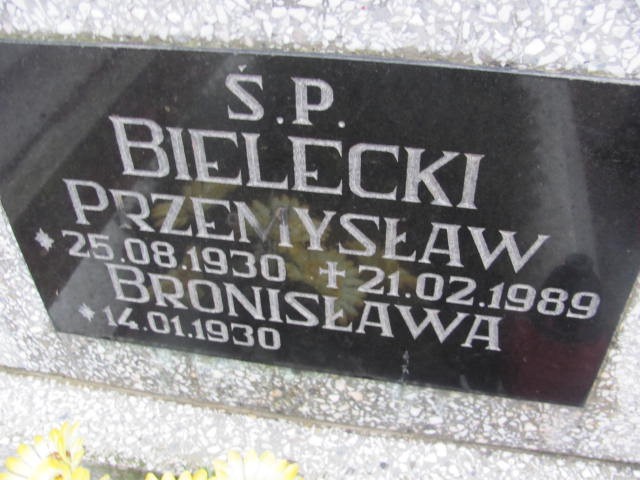 Ś.P.
BIELECKI
PRZEMYSŁAW
*25.08.1930 ✝21.02.1989
BRONISŁAWA
*14.01.1930